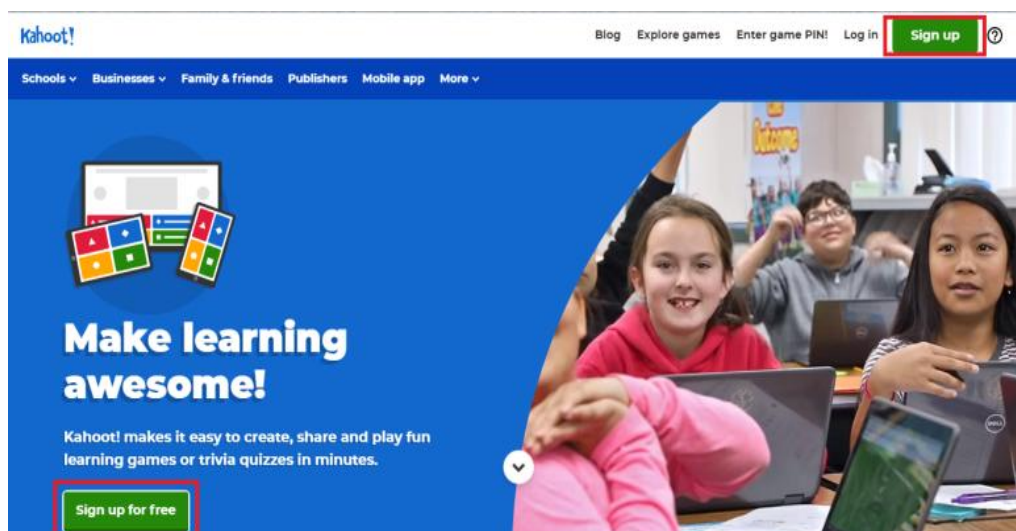 Kahoot!
Blog Explore games Enter game PIN! Log in Sign up ?
Schools Businesses Family & friends Publishers Mobile app More
Outcome
Make learning
awesome!
Kahoot! makes it easy to create, share and play fun
learning games or trivia quizzes in minutes.
Sign up for free
DELL